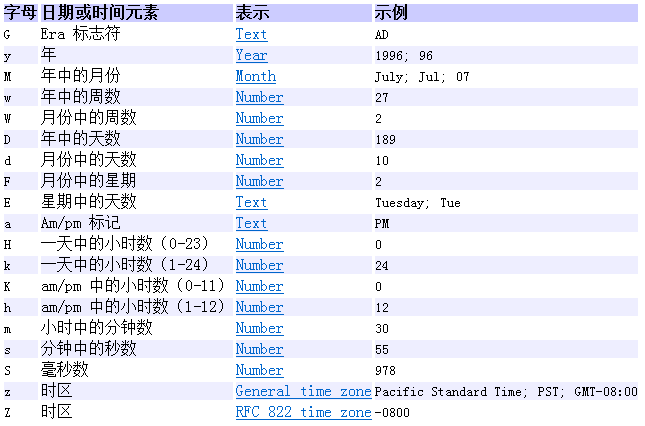 字母 日期或时间元素 表示 示例
G Era 标志符 Text AD
y 年 Year 1996; 96
M 年中的月份 Month July; Jul; 07
w 年中的周数 Number 27
W 月份中的周数 Number 2
D 年中的天数 Number 189
d 月份中的天数 Number 10
F 月份中的星期 Number 2
E 星期中的天数 Text Tuesday; Tue
a Am/pm 标记 Text PM
H 一天中的小时数（0-23） Number 0
k 一天中的小时数（1-24） Number 24
K am/pm 中的小时数（0-11） Number 0
h am/pm 中的小时数（1-12） Number 12
m 小时中的分钟数 Number 30
s 分钟中的秒数 Number 55
S 毫秒数 Number 978
z 时区 General time zone Pacific Standard Time; PST; GMT-08:00
Z 时区 RFC 822 time zone -0800